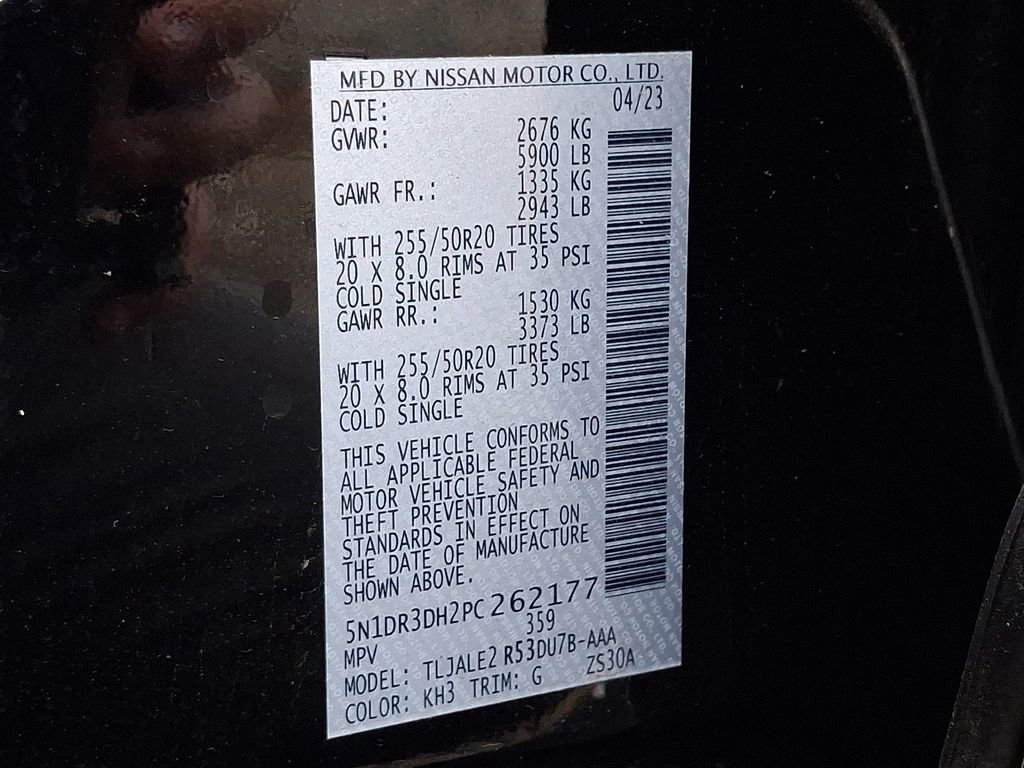 MFD BY NISSAN MOTOR CO., LTD.
DATE: 04/23
GVWR: 2676 KG
5900 LB
GAWR FR.: 1335 KG
2943 LB
WITH 255/50R20 TIRES
20 X 8.0 RIMS AT 35 PSI
COLD SINGLE
GAWR RR.: 1530 KG
3373 LB
WITH 255/50R20 TIRES
20 X 8.0 RIMS AT 35 PSI
COLD SINGLE
THIS VEHICLE CONFORMS TO
ALL APPLICABLE FEDERAL
MOTOR VEHICLE SAFETY AND
THEFT PREVENTION
STANDARDS IN EFFECT ON
THE DATE OF MANUFACTURE
SHOWN ABOVE.
5N1DR3DH2PC262177
MPV 359
MODEL: TLJALE2 R53DU7B-AAA
COLOR: KH3 TRIM: G ZS30A